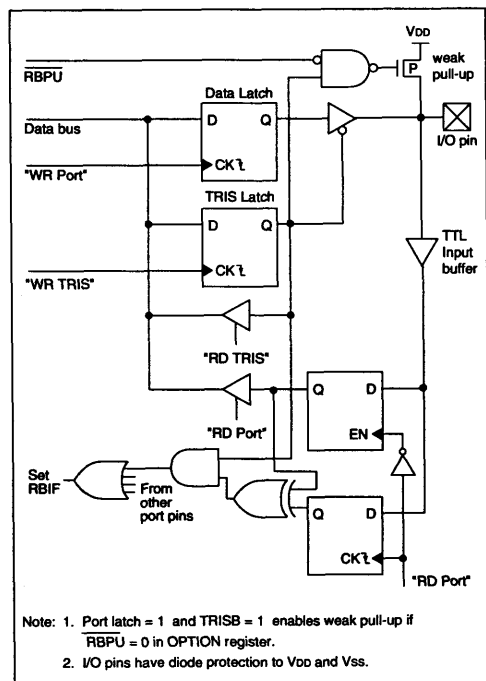 VDD
weak
pull-up
P
RBPU
Data Latch
Data bus
D
Q
I/O pin
"WR Port"
CK
TRIS Latch
D
Q
TTL
Input
buffer
CK
"WR TRIS"
"RD TRIS"
Q
D
"RD Port"
EN
Set
RBIF
From
other
port pins
Q
D
CK
"RD Port"
Note: 1. Port latch = 1 and TRISB = 1 enables weak pull-up if
RBPU = 0 in OPTION register.
2. I/O pins have diode protection to VDD and VSS.